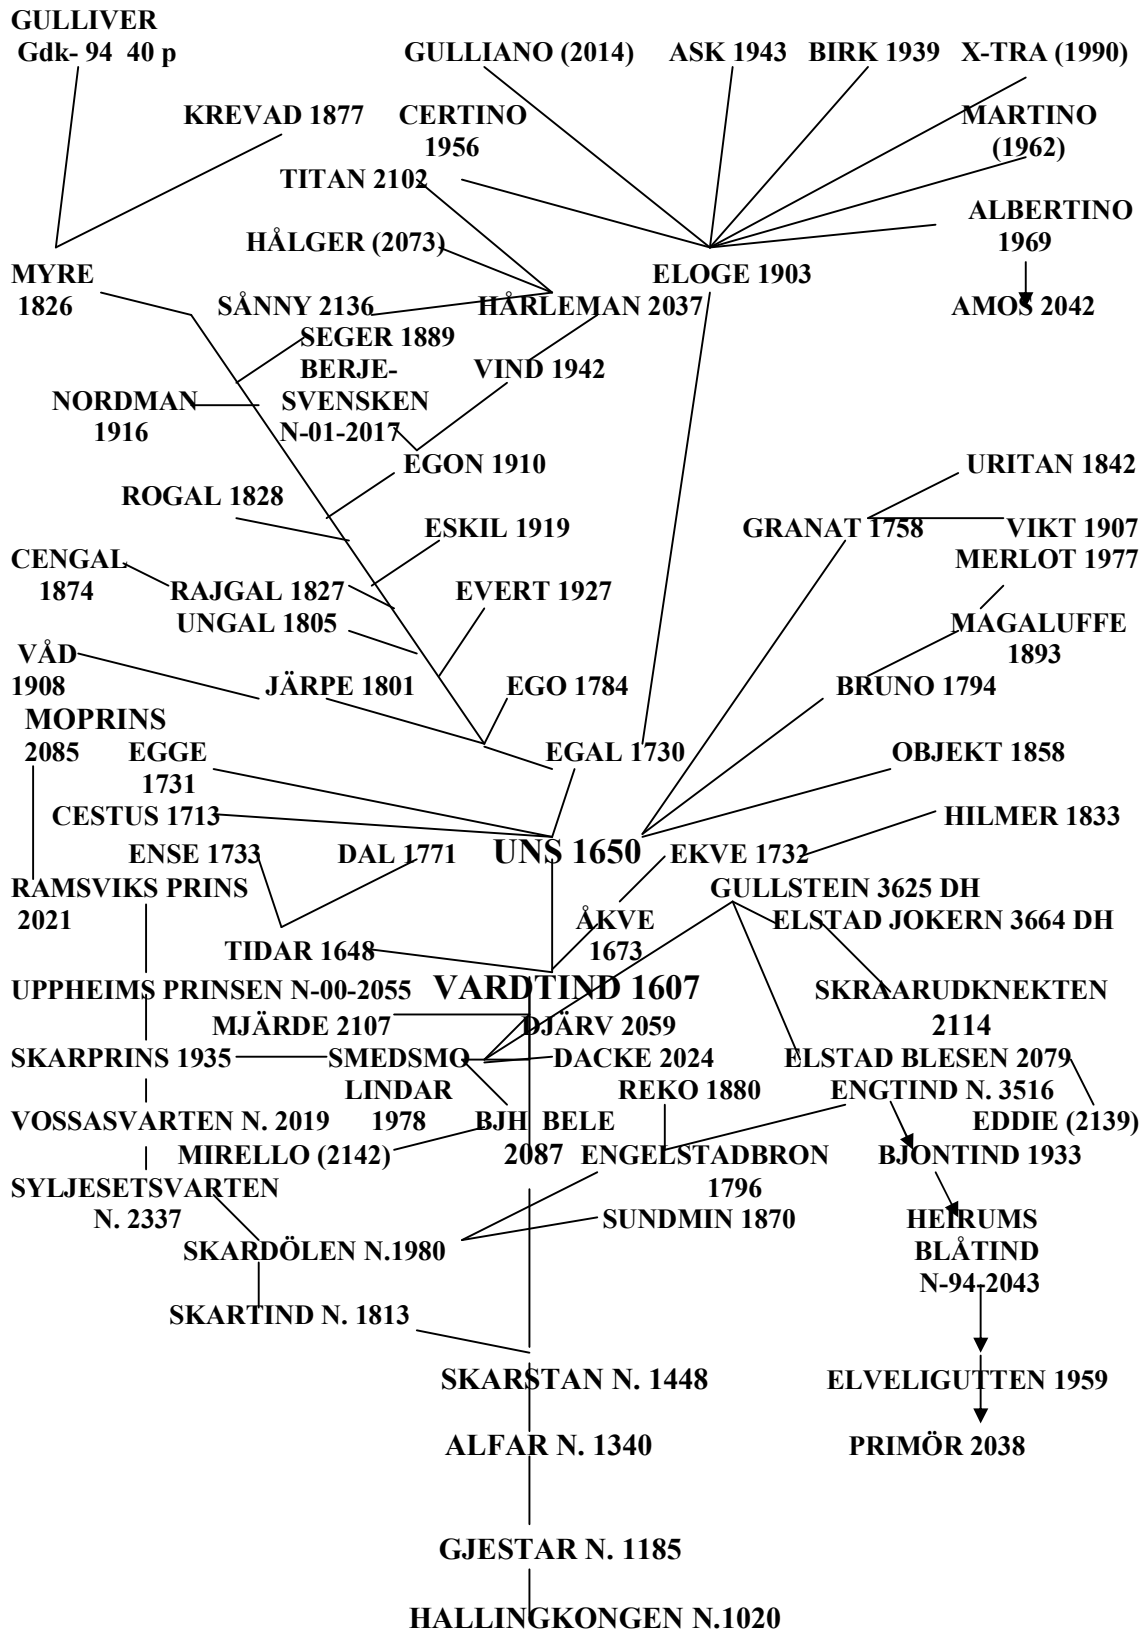 GULLIVER
Gdk- 94 40 p
GULLIANO (2014)
ASK 1943
BIRK 1939
X-TRA (1990)
KREVAD 1877
CERTINO
1956
MARTINO
(1962)
TITAN 2102
ALBERTINO
1969
HÅLGER (2073)
MYRE
1826
ELOGE 1903
SÅNNY 2136
HÅRLEMAN 2037
AMOS 2042
SEGER 1889
BERJE-
SVENSKEN
N-01-2017
VIND 1942
NORDMAN
1916
EGON 1910
URITAN 1842
ROGAL 1828
ESKIL 1919
GRANAT 1758
VIKT 1907
CENGAL
1874
MERLOT 1977
RAJGAL 1827
EVERT 1927
UNGAL 1805
MAGALUFFE
1893
VÅD
1908
JÄRPE 1801
EGO 1784
BRUNO 1794
MOPRINS
2085
EGGE
1731
EGAL 1730
OBJEKT 1858
CESTUS 1713
HILMER 1833
ENSE 1733
DAL 1771
UNS 1650
EKVE 1732
RAMSVIKS PRINS
2021
GULLSTEIN 3625 DH
ÅKVE
1673
ELSTAD JOKERN 3664 DH
TIDAR 1648
UPPHEIMS PRINSEN N-00-2055
VARDTIND 1607
SKRAARUDKNEKTEN
2114
MJÄRDE 2107
DJÄRV 2059
SKARPRINS 1935
SMEDSMO
LINDAR
1978
DACKE 2024
ELSTAD BLESEN 2079
REKO 1880
ENGTIND N. 3516
VOSSASVARTEN N. 2019
BJH BELE
2087
EDDIE (2139)
MIRELLO (2142)
ENGELSTADBRON
1796
BJONTIND 1933
SYLJESETSVARTEN
N. 2337
SUNDMIN 1870
HEIRUMS
BLÅTIND
N-94-2043
SKARDÖLEN N.1980
SKARTIND N. 1813
SKARSTAN N. 1448
ELVELIGUTTEN 1959
ALFAR N. 1340
PRIMÖR 2038
GJESTAR N. 1185
HALLINGKONGEN N.1020